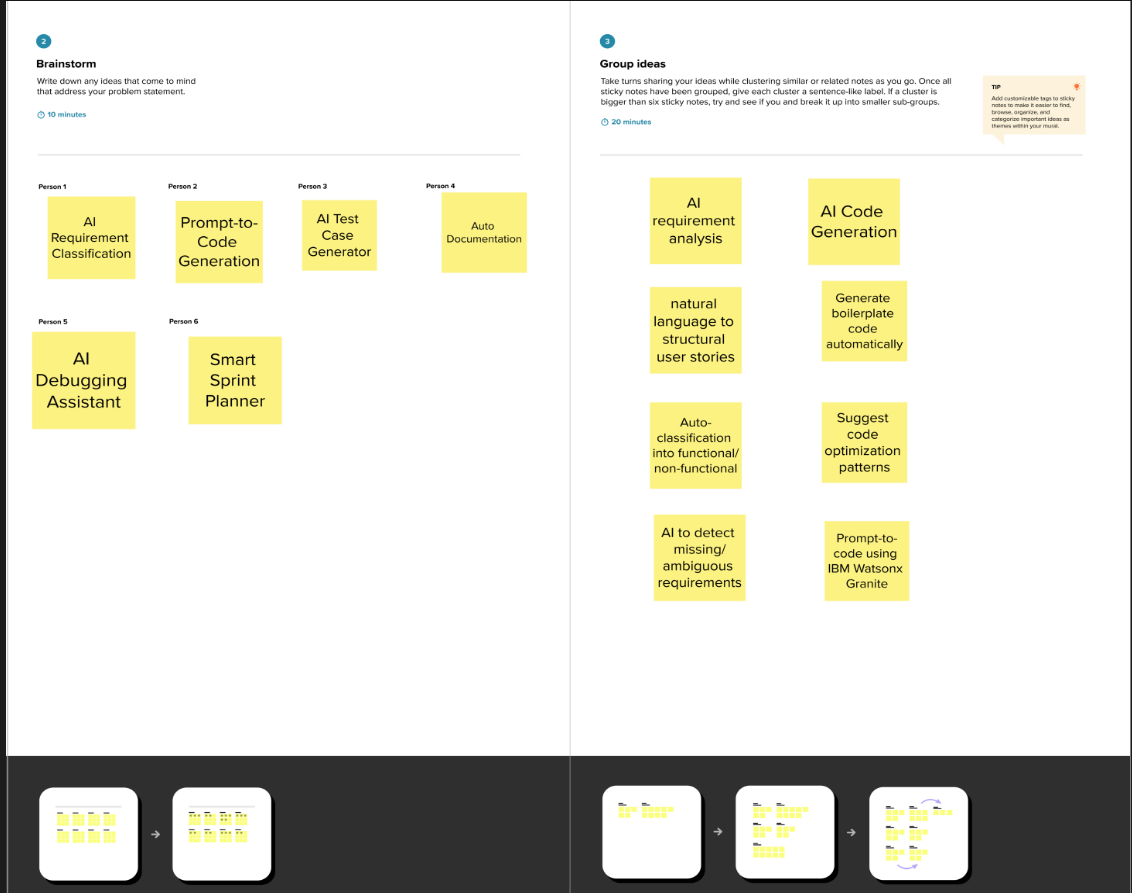 2
Brainstorm
Write down any ideas that come to mind
that address your problem statement.
10 minutes
Person 1
Person 2
Person 3
Person 4
AI
Requirement
Classification
Prompt-to-
Code
Generation
AI Test
Case
Generator
Auto
Documentation
Person 5
Person 6
AI
Debugging
Assistant
Smart
Sprint
Planner
3
Group ideas
Take turns sharing your ideas while clustering similar or related notes as you go. Once all
sticky notes have been grouped, give each cluster a sentence-like label. If a cluster is
bigger than six sticky notes, try and see if you and break it up into smaller sub-groups.
20 minutes
TIP
Add customizable tags to sticky
notes to make it easier to find,
browse, organize, and
categorize important ideas as
themes within your mural.
AI
requirement
analysis
AI Code
Generation
natural
language to
structural
user stories
Generate
boilerplate
code
automatically
Auto-
classification
into functional/
non-functional
Suggest
code
optimization
patterns
AI to detect
missing/
ambiguous
requirements
Prompt-to-
code using
IBM Watsonx
Granite